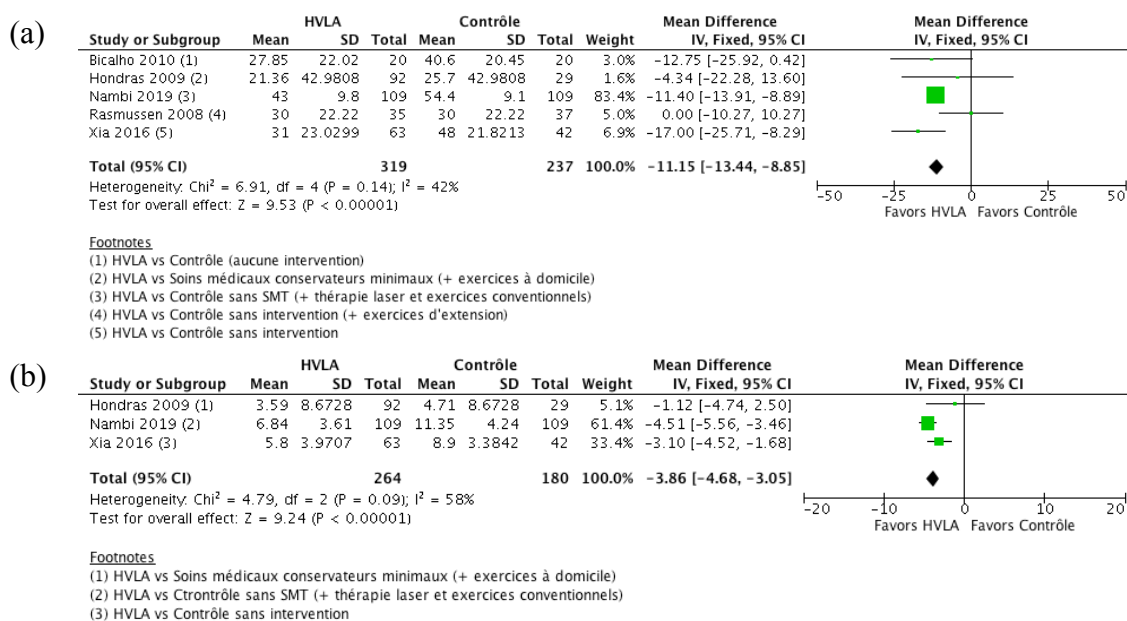 (a)
HVLA Contrôle Mean Difference Mean Difference
Study or Subgroup Mean SD Total Mean SD Total Weight IV, Fixed, 95% CI IV, Fixed, 95% CI
Bicalho 2010 (1) 27.85 22.02 20 40.6 20.45 20 3.0% -12.75 [-25.92, 0.42]
Hondras 2009 (2) 21.36 42.9808 92 25.7 42.9808 29 1.6% -4.34 [-22.28, 13.60]
Nambi 2019 (3) 43 9.8 109 54.4 9.1 109 83.4% -11.40 [-13.91, -8.89]
Rasmussen 2008 (4) 30 22.22 35 30 22.22 37 5.0% 0.00 [-10.27, 10.27]
Xia 2016 (5) 31 23.0299 63 48 21.8213 42 6.9% -17.00 [-25.71, -8.29]
Total (95% CI) 319 237 100.0% -11.15 [-13.44, -8.85]
Heterogeneity: Chi² = 6.91, df = 4 (P = 0.14); I² = 42%
Test for overall effect: Z = 9.53 (P < 0.00001)
-50 -25 0 25 50
Favors HVLA Favors Contrôle
Footnotes
(1) HVLA vs Contrôle (aucune intervention)
(2) HVLA vs Soins médicaux conservateurs minimaux (+ exercices à domicile)
(3) HVLA vs Contrôle sans SMT (+ thérapie laser et exercices conventionnels)
(4) HVLA vs Contrôle sans intervention (+ exercices d'extension)
(5) HVLA vs Contrôle sans intervention
(b)
HVLA Contrôle Mean Difference Mean Difference
Study or Subgroup Mean SD Total Mean SD Total Weight IV, Fixed, 95% CI IV, Fixed, 95% CI
Hondras 2009 (1) 3.59 8.6728 92 4.71 8.6728 29 5.1% -1.12 [-4.74, 2.50]
Nambi 2019 (2) 6.84 3.61 109 11.35 4.24 109 61.4% -4.51 [-5.56, -3.46]
Xia 2016 (3) 5.8 3.9707 63 8.9 3.3842 42 33.4% -3.10 [-4.52, -1.68]
Total (95% CI) 264 180 100.0% -3.86 [-4.68, -3.05]
Heterogeneity: Chi² = 4.79, df = 2 (P = 0.09); I² = 58%
Test for overall effect: Z = 9.24 (P < 0.00001)
-20 -10 0 10 20
Favors HVLA Favors Contrôle
Footnotes
(1) HVLA vs Soins médicaux conservateurs minimaux (+ exercices à domicile)
(2) HVLA vs Ctrontrôle sans SMT (+ thérapie laser et exercices conventionnels)
(3) HVLA vs Contrôle sans intervention